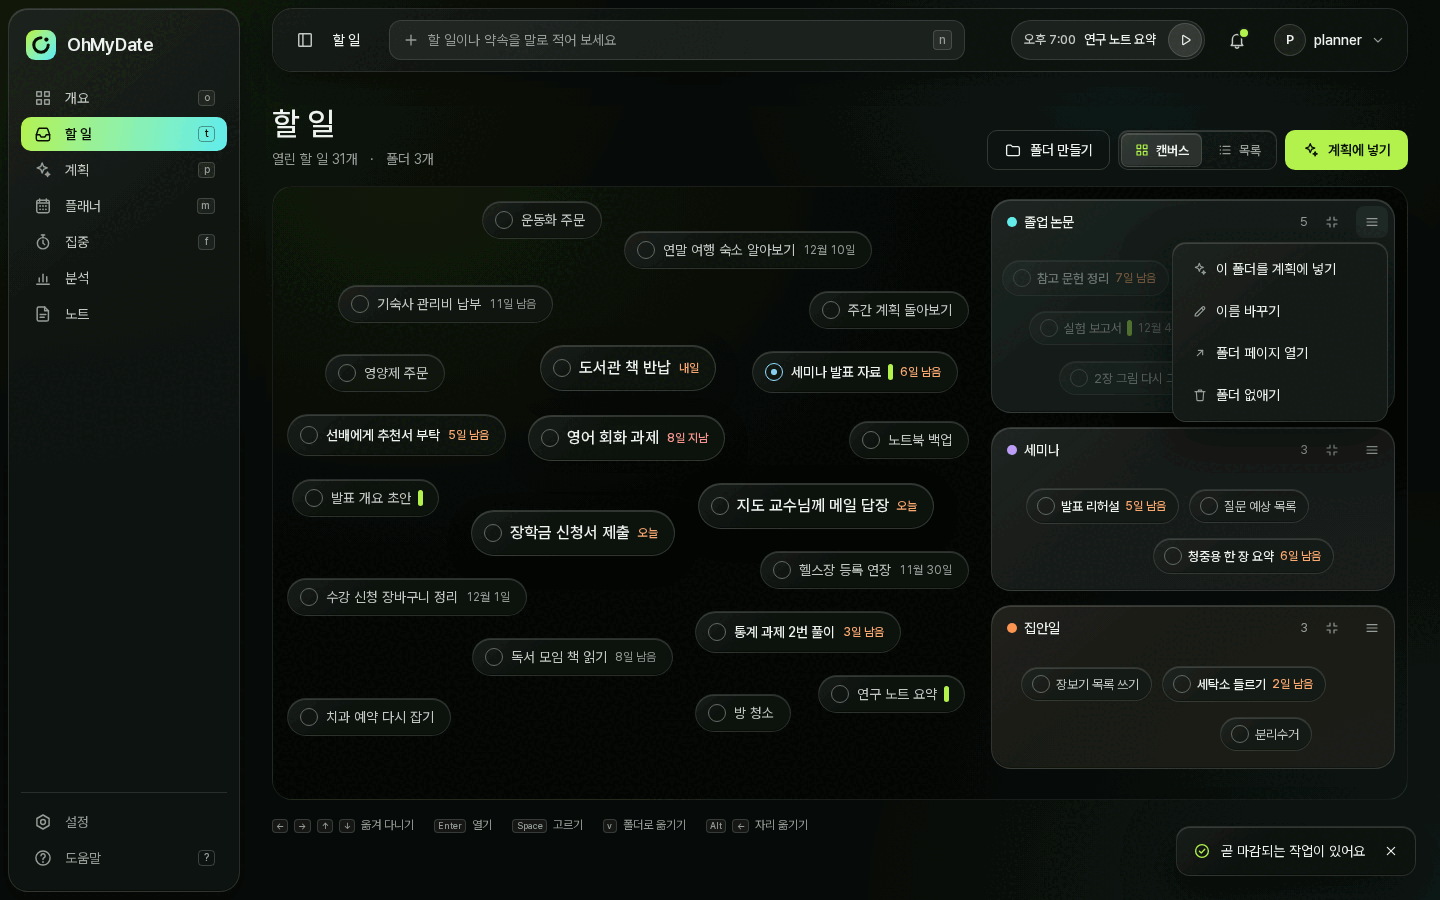 OhMyDate
개요 o
할 일 t
계획 p
플래너 m
집중 f
분석
노트
설정
도움말 ?
할 일
할 일이나 약속을 말로 적어 보세요 n
오후 7:00 연구 노트 요약
P planner
할 일
열린 할 일 31개 · 폴더 3개
폴더 만들기
캔버스
목록
계획에 넣기
운동화 주문
연말 여행 숙소 알아보기 12월 10일
기숙사 관리비 납부 11일 남음
주간 계획 돌아보기
영양제 주문
도서관 책 반납 내일
세미나 발표 자료 6일 남음
선배에게 추천서 부탁 5일 남음
영어 회화 과제 8일 지남
노트북 백업
발표 개요 초안
지도 교수님께 메일 답장 오늘
장학금 신청서 제출 오늘
헬스장 등록 연장 11월 30일
수강 신청 장바구니 정리 12월 1일
통계 과제 2번 풀이 3일 남음
독서 모임 책 읽기 8일 남음
연구 노트 요약
치과 예약 다시 잡기
방 청소
졸업 논문 5
참고 문헌 정리 7일 남음
실험 보고서 12월 4
2장 그림 다시 그
이 폴더를 계획에 넣기
이름 바꾸기
폴더 페이지 열기
폴더 없애기
세미나 3
발표 리허설 5일 남음
질문 예상 목록
청중용 한 장 요약 6일 남음
집안일 3
장보기 목록 쓰기
세탁소 들르기 2일 남음
분리수거
← → ↑ ↓ 옮겨 다니기 Enter 열기 Space 고르기 v 폴더로 옮기기 Alt ← 자리 옮기기
곧 마감되는 작업이 있어요